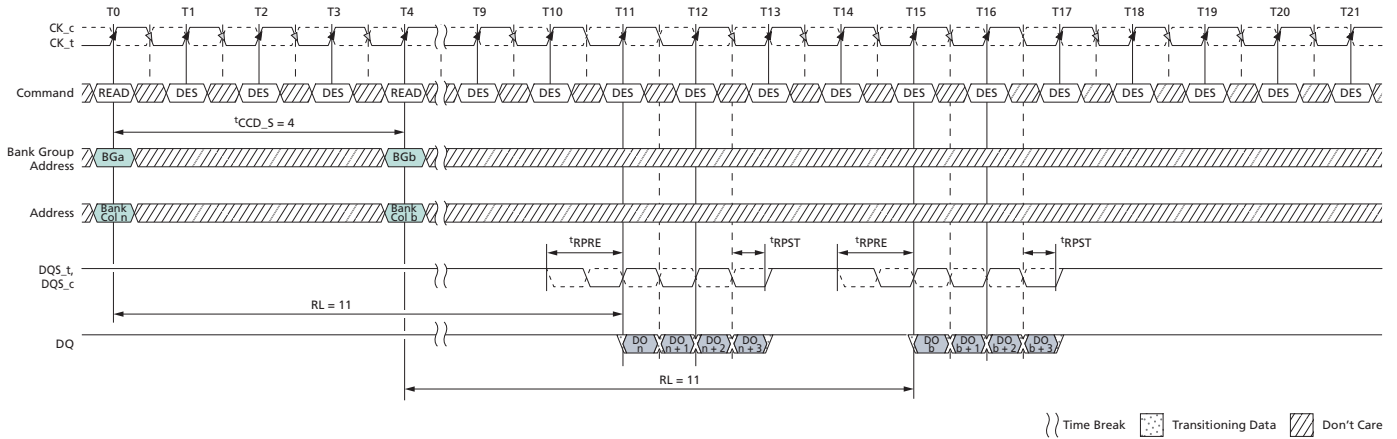 T0 T1 T2 T3 T4 T9 T10 T11 T12 T13 T14 T15 T16 T17 T18 T19 T20 T21
CK_c
CK_t
Command READ DES DES DES READ DES DES DES DES DES DES DES DES DES DES DES DES DES
tCCD_S = 4
Bank Group
Address
BGa BGb
Address
Bank
Col n
Bank
Col b
tRPRE tRPST tRPRE tRPST
DQS_t,
DQS_c
RL = 11
DQ
DO
n
DO
n + 1
DO
n + 2
DO
n + 3
DO
b
DO
b + 1
DO
b + 2
DO
b + 3
RL = 11
Time Break Transitioning Data Don't Care